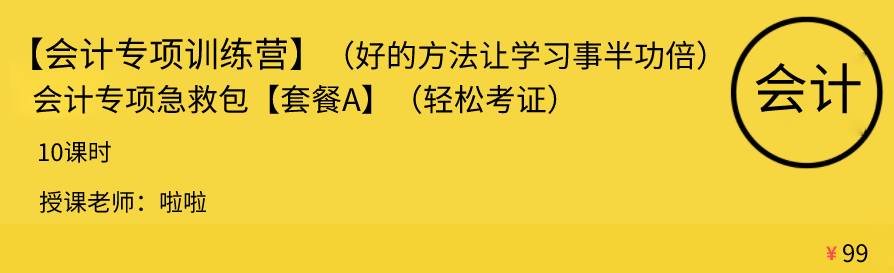 【会计专项训练营】（好的方法让学习事半功倍）
会计专项急救包【套餐A】（轻松考证）
会计
10课时
授课老师：啦啦
¥ 99